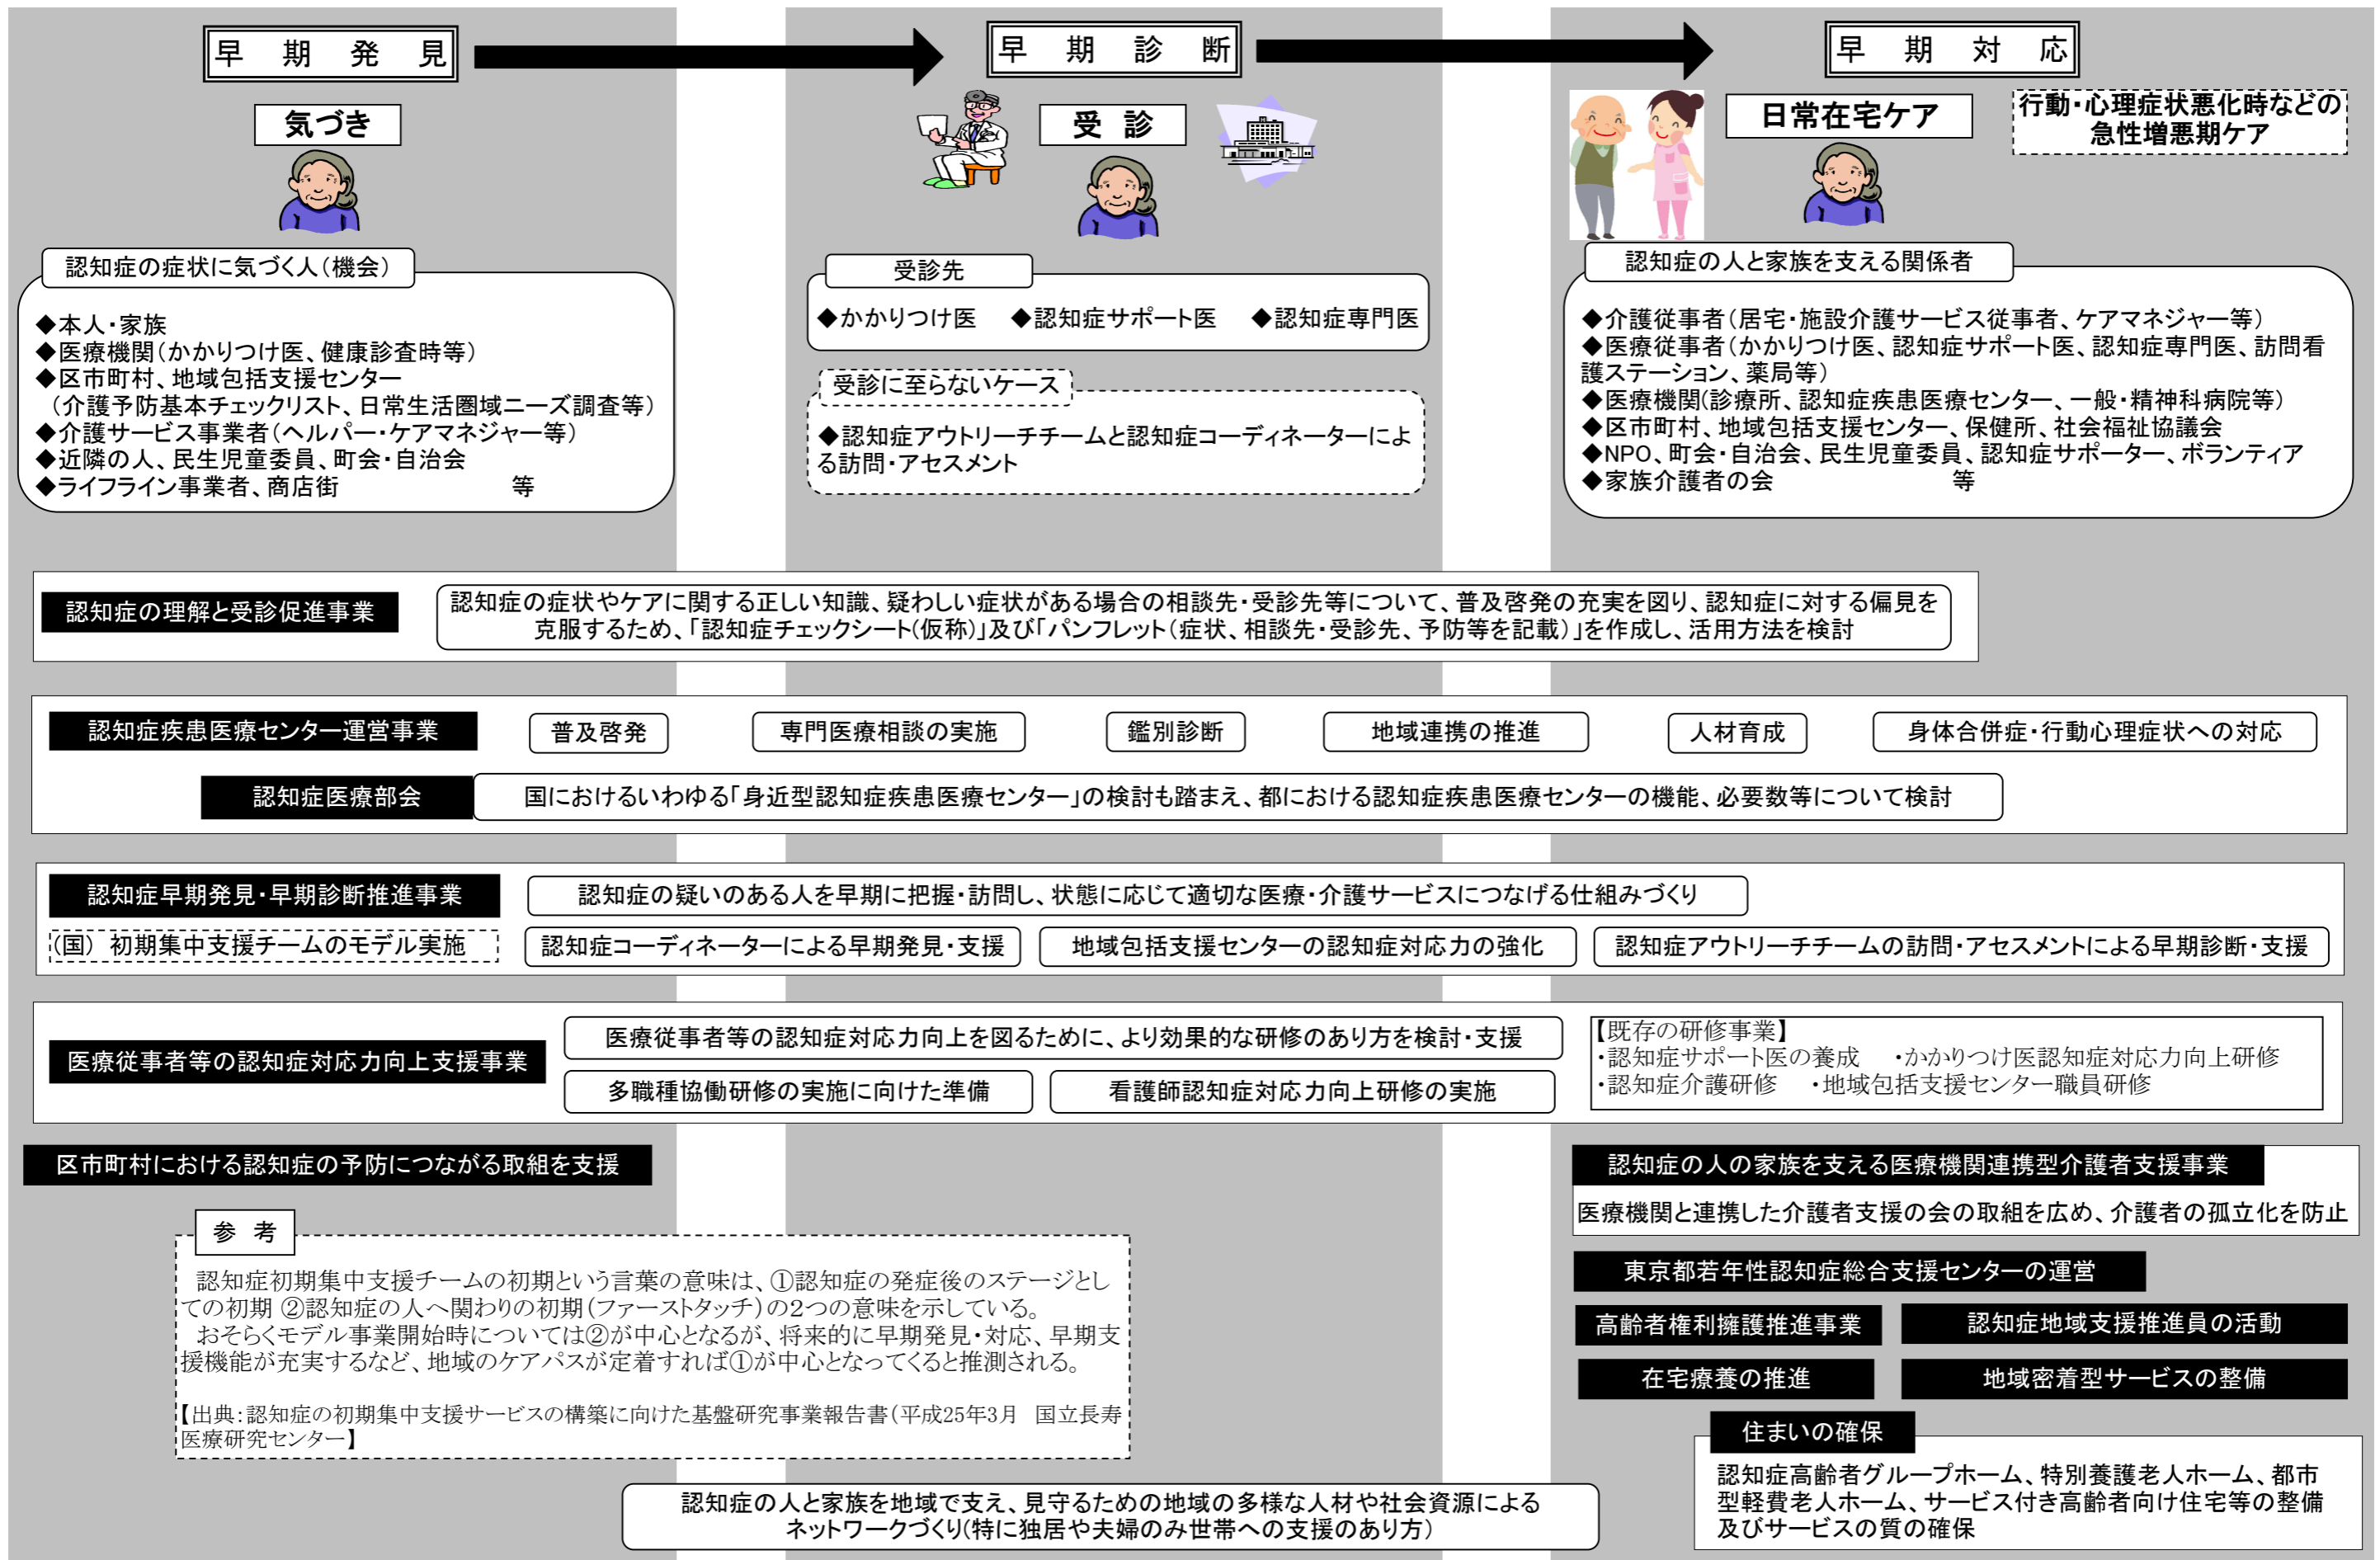 早期発見
早期診断
早期対応
気づき
受診
日常在宅ケア
行動・心理症状悪化時などの
急性増悪期ケア
認知症の症状に気づく人（機会）
◆本人・家族
◆医療機関（かかりつけ医、健康診査時等）
◆区市町村、地域包括支援センター
（介護予防基本チェックリスト、日常生活圏域ニーズ調査等）
◆介護サービス事業者（ヘルパー・ケアマネジャー等）
◆近隣の人、民生児童委員、町会・自治会
◆ライフライン事業者、商店街　等
受診先
◆かかりつけ医　◆認知症サポート医　◆認知症専門医
受診に至らないケース
◆認知症アウトリーチチームと認知症コーディネーターによ
る訪問・アセスメント
認知症の人と家族を支える関係者
◆介護従事者（居宅・施設介護サービス従事者、ケアマネジャー等）
◆医療従事者（かかりつけ医、認知症サポート医、認知症専門医、訪問看
護ステーション、薬局等）
◆医療機関(診療所、認知症疾患医療センター、一般・精神科病院等）
◆区市町村、地域包括支援センター、保健所、社会福祉協議会
◆NPO、町会・自治会、民生児童委員、認知症サポーター、ボランティア
◆家族介護者の会　等
認知症の理解と受診促進事業
認知症の症状やケアに関する正しい知識、疑わしい症状がある場合の相談先・受診先等について、普及啓発の充実を図り、認知症に対する偏見を
克服するため、「認知症チェックシート(仮称)」及び「パンフレット（症状、相談先・受診先、予防等を記載）」を作成し、活用方法を検討
認知症疾患医療センター運営事業
普及啓発
専門医療相談の実施
鑑別診断
地域連携の推進
人材育成
身体合併症・行動心理症状への対応
認知症医療部会
国におけるいわゆる「身近型認知症疾患医療センター」の検討も踏まえ、都における認知症疾患医療センターの機能、必要数等について検討
認知症早期発見・早期診断推進事業
認知症の疑いのある人を早期に把握・訪問し、状態に応じて適切な医療・介護サービスにつなげる仕組みづくり
（国） 初期集中支援チームのモデル実施
認知症コーディネーターによる早期発見・支援
地域包括支援センターの認知症対応力の強化
認知症アウトリーチチームの訪問・アセスメントによる早期診断・支援
医療従事者等の認知症対応力向上支援事業
医療従事者等の認知症対応力向上を図るために、より効果的な研修のあり方を検討・支援
多職種協働研修の実施に向けた準備
看護師認知症対応力向上研修の実施
【既存の研修事業】
・認知症サポート医の養成　・かかりつけ医認知症対応力向上研修
・認知症介護研修　・地域包括支援センター職員研修
区市町村における認知症の予防につながる取組を支援
認知症の人の家族を支える医療機関連携型介護者支援事業
医療機関と連携した介護者支援の会の取組を広め、介護者の孤立化を防止
参考
認知症初期集中支援チームの初期という言葉の意味は、①認知症の発症後のステージとし
ての初期 ②認知症の人へ関わりの初期（ファーストタッチ）の２つの意味を示している。
おそらくモデル事業開始時については②が中心となるが、将来的に早期発見・対応、早期支
援機能が充実するなど、地域のケアパスが定着すれば①が中心となってくると推測される。
【出典：認知症の初期集中支援サービスの構築に向けた基盤研究事業報告書（平成25年3月　国立長寿
医療研究センター】
東京都若年性認知症総合支援センターの運営
高齢者権利擁護推進事業
認知症地域支援推進員の活動
在宅療養の推進
地域密着型サービスの整備
住まいの確保
認知症高齢者グループホーム、特別養護老人ホーム、都市
型軽費老人ホーム、サービス付き高齢者向け住宅等の整備
及びサービスの質の確保
認知症の人と家族を地域で支え、見守るための地域の多様な人材や社会資源による
ネットワークづくり(特に独居や夫婦のみ世帯への支援のあり方）